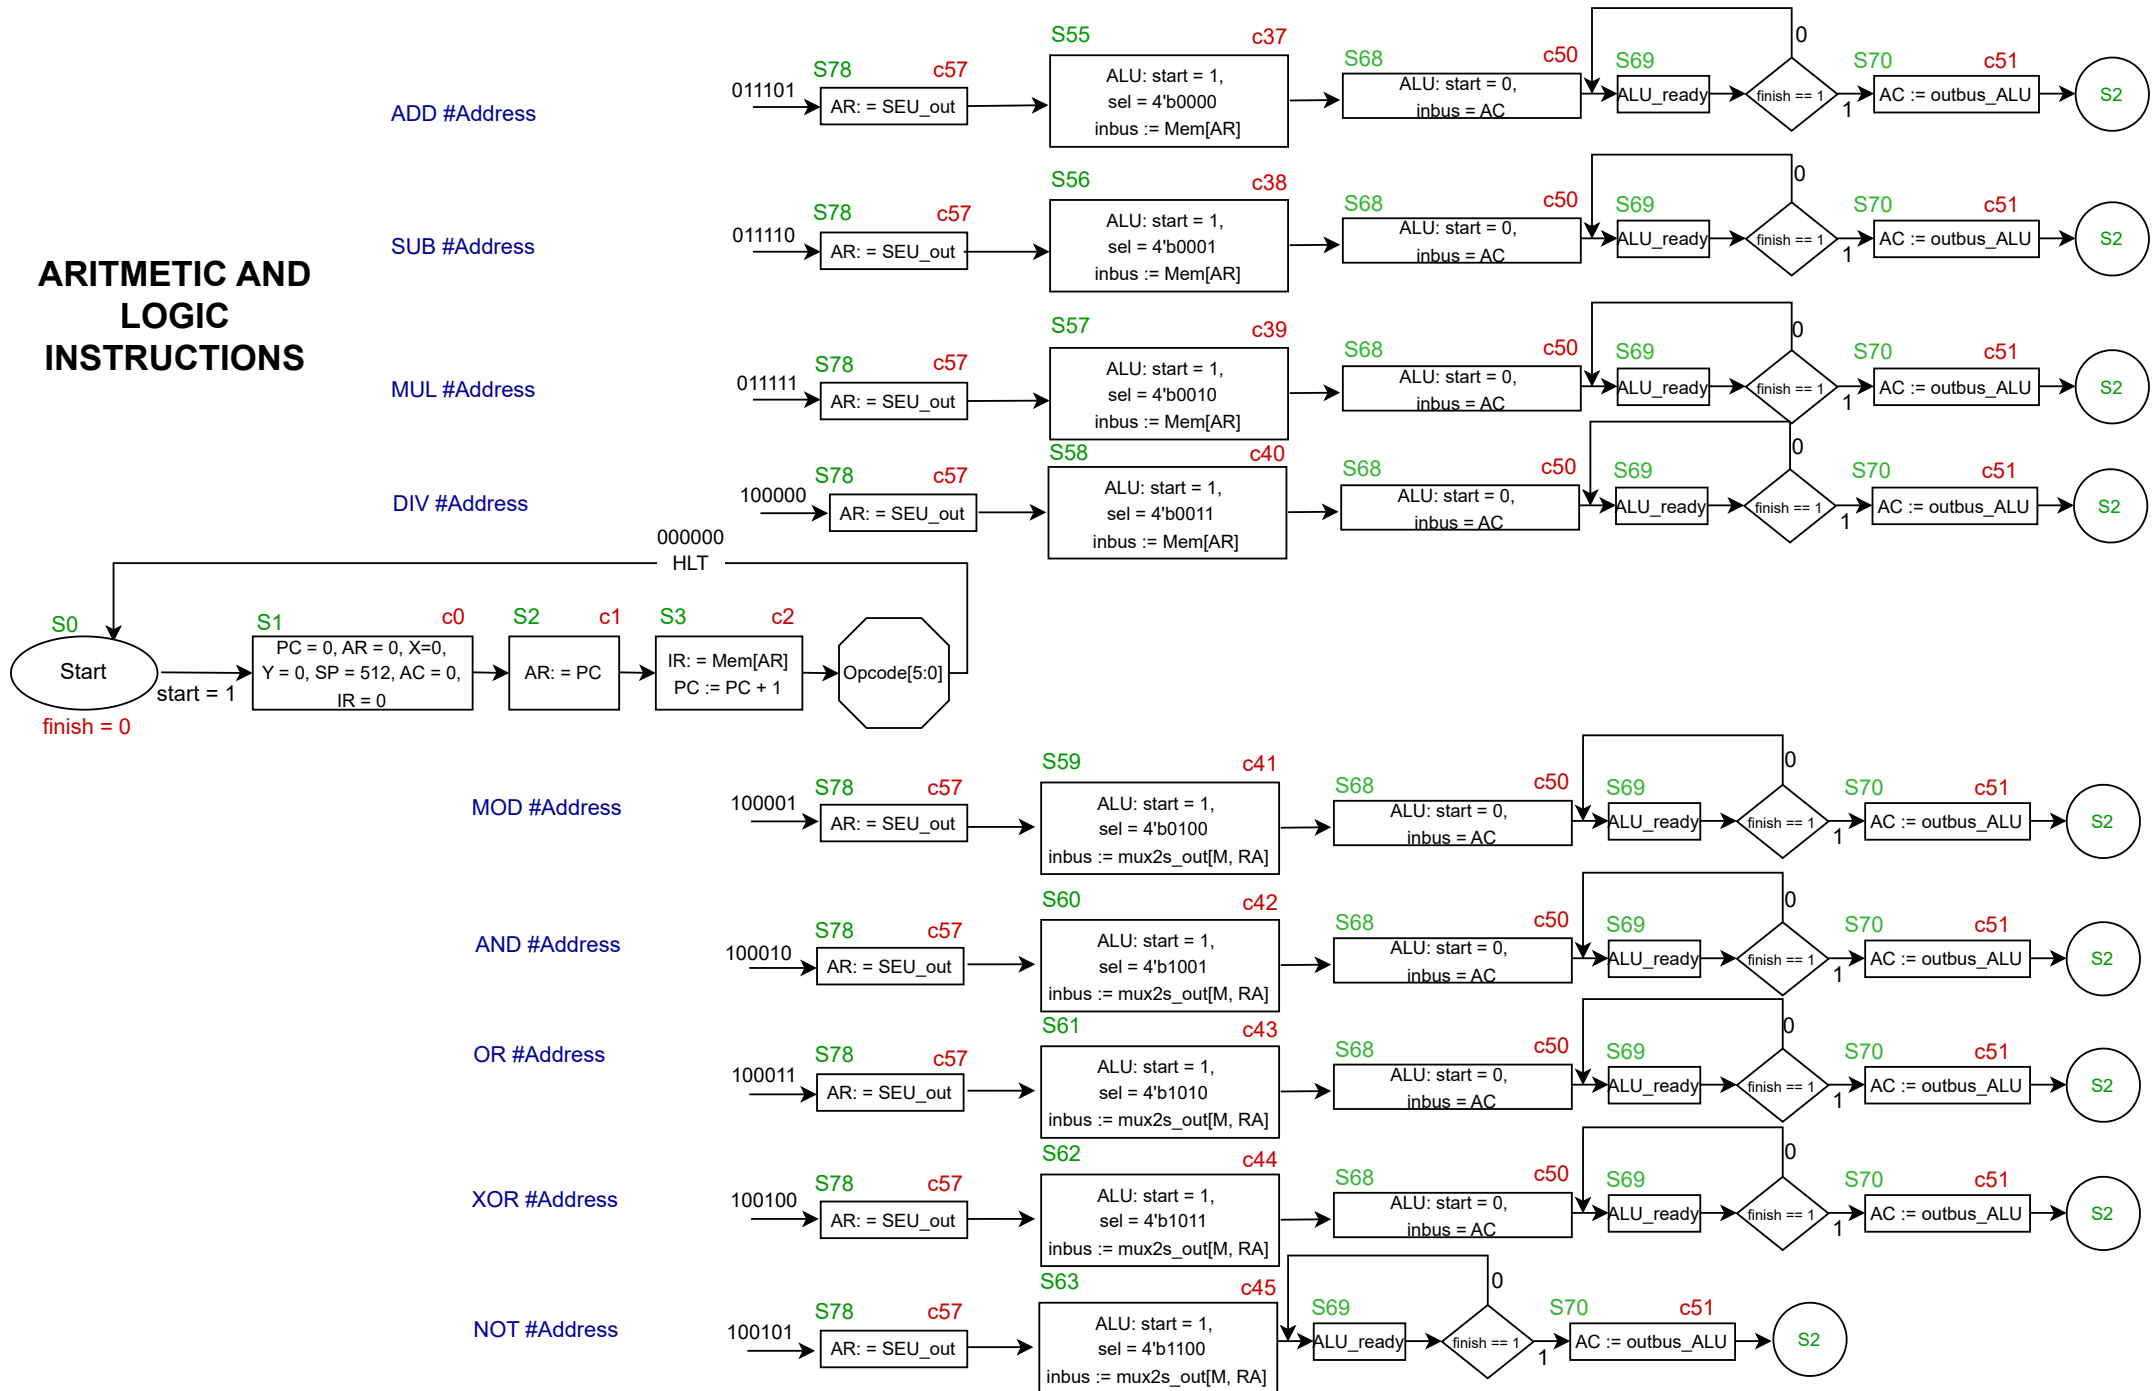 S55
c37
0
S78
c57
S68
c50
S69
S70
c51
011101
ADD #Address
AR: = SEU_out
ALU: start = 1,
sel = 4'b0000
inbus := Mem[AR]
ALU: start = 0,
inbus = AC
ALU_ready
finish == 1
1
AC := outbus_ALU
S2
S56
c38
0
S78
c57
S68
c50
S69
S70
c51
011110
SUB #Address
AR: = SEU_out
ALU: start = 1,
sel = 4'b0001
inbus := Mem[AR]
ALU: start = 0,
inbus = AC
ALU_ready
finish == 1
1
AC := outbus_ALU
S2
ARITMETIC AND
LOGIC
INSTRUCTIONS
S57
c39
0
S78
c57
S68
c50
S69
S70
c51
011111
MUL #Address
AR: = SEU_out
ALU: start = 1,
sel = 4'b0010
inbus := Mem[AR]
ALU: start = 0,
inbus = AC
ALU_ready
finish == 1
1
AC := outbus_ALU
S2
S58
c40
0
S78
c57
S68
c50
S69
S70
c51
100000
DIV #Address
AR: = SEU_out
ALU: start = 1,
sel = 4'b0011
inbus := Mem[AR]
ALU: start = 0,
inbus = AC
ALU_ready
finish == 1
1
AC := outbus_ALU
S2
000000
HLT
S0
Start
finish = 0
start = 1
S1
c0
PC = 0, AR = 0, X=0,
Y = 0, SP = 512, AC = 0,
IR = 0
S2
c1
AR: = PC
S3
c2
IR: = Mem[AR]
PC := PC + 1
Opcode[5:0]
S59
c41
0
S78
c57
S68
c50
S69
S70
c51
100001
MOD #Address
AR: = SEU_out
ALU: start = 1,
sel = 4'b0100
inbus := mux2s_out[M, RA]
ALU: start = 0,
inbus = AC
ALU_ready
finish == 1
1
AC := outbus_ALU
S2
S60
c42
0
S78
c57
S68
c50
S69
S70
c51
100010
AND #Address
AR: = SEU_out
ALU: start = 1,
sel = 4'b1001
inbus := mux2s_out[M, RA]
ALU: start = 0,
inbus = AC
ALU_ready
finish == 1
1
AC := outbus_ALU
S2
S61
c43
0
S78
c57
S68
c50
S69
S70
c51
100011
OR #Address
AR: = SEU_out
ALU: start = 1,
sel = 4'b1010
inbus := mux2s_out[M, RA]
ALU: start = 0,
inbus = AC
ALU_ready
finish == 1
1
AC := outbus_ALU
S2
S62
c44
0
S78
c57
S68
c50
S69
S70
c51
100100
XOR #Address
AR: = SEU_out
ALU: start = 1,
sel = 4'b1011
inbus := mux2s_out[M, RA]
ALU: start = 0,
inbus = AC
ALU_ready
finish == 1
1
AC := outbus_ALU
S2
S63
c45
0
S78
c57
S69
S70
c51
100101
NOT #Address
AR: = SEU_out
ALU: start = 1,
sel = 4'b1100
inbus := mux2s_out[M, RA]
ALU_ready
finish == 1
1
AC := outbus_ALU
S2